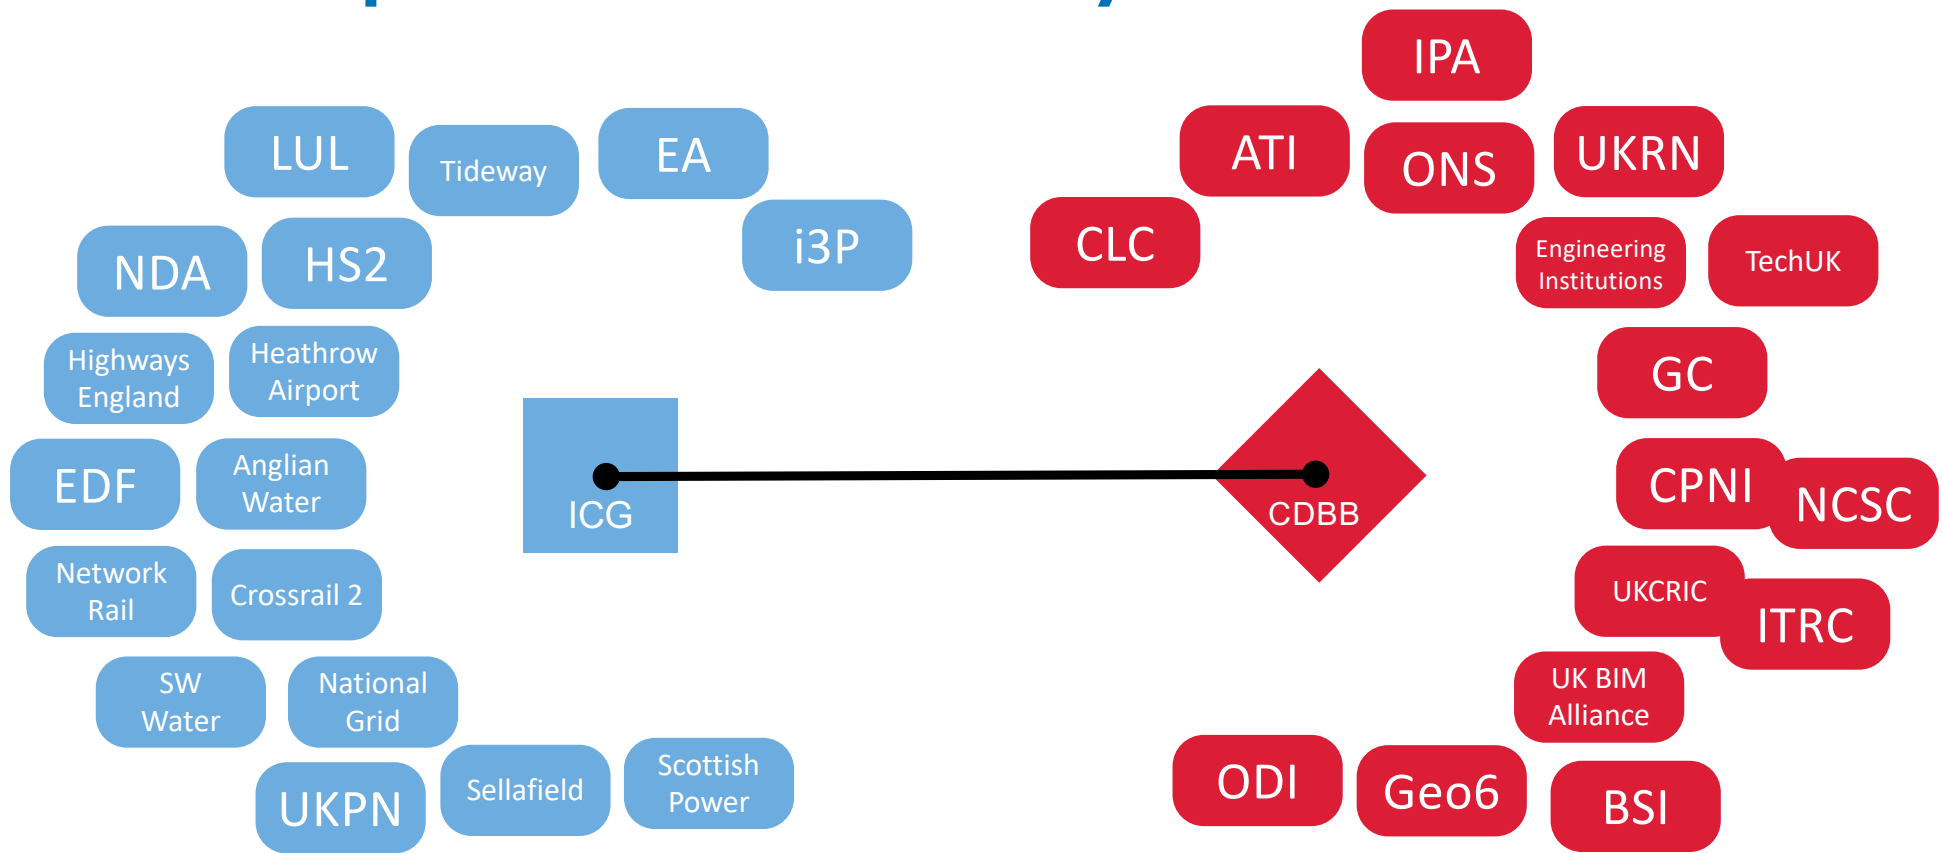 LUL
Tideway
EA
i3P
NDA
HS2
Highways
England
Heathrow
Airport
EDF
Anglian
Water
Network
Rail
Crossrail 2
SW
Water
National
Grid
UKPN
Sellafield
Scottish
Power
ICG
CDBB
IPA
ATI
ONS
UKRN
CLC
Engineering
Institutions
TechUK
GC
CPNI
NCSC
UKCRIC
ITRC
UK BIM
Alliance
ODI
Geo6
BSI